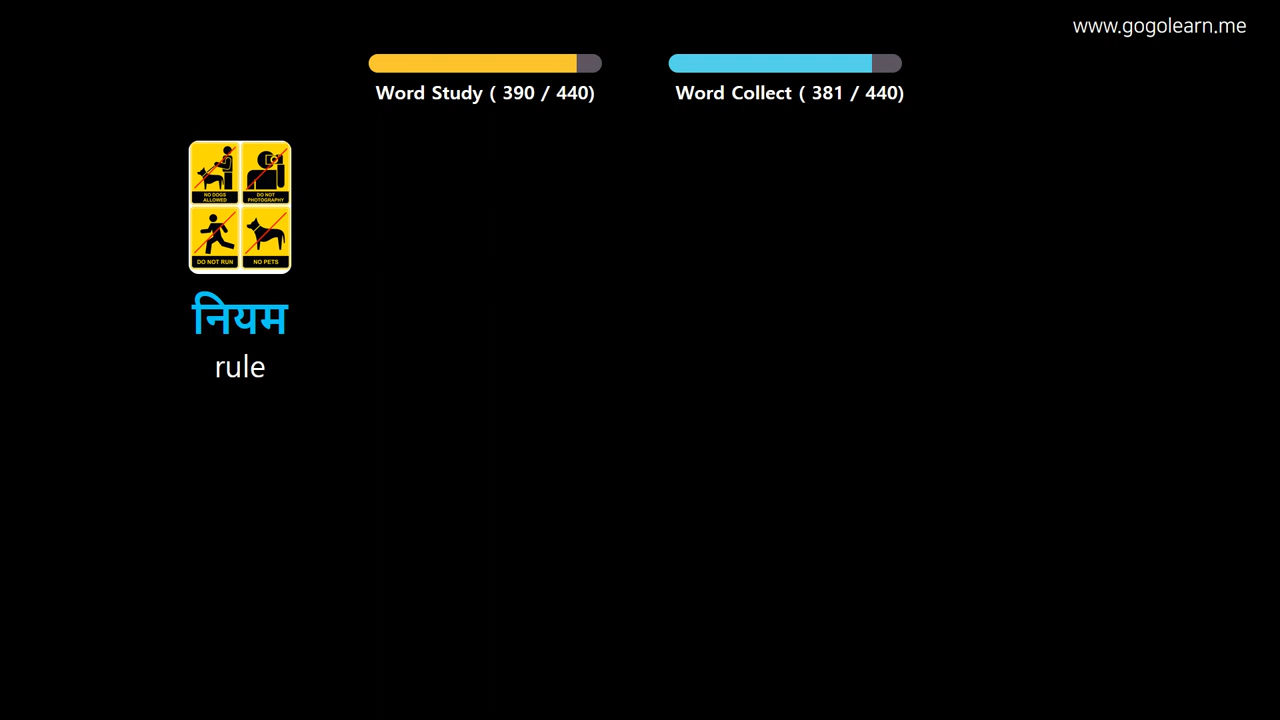 www.gogolearn.me
Word Study ( 390 / 440)
Word Collect ( 381 / 440)
NO DOGS
ALLOWED
DO NOT
PHOTOGRAPHY
DO NOT RUN
NO PETS
नियम
rule